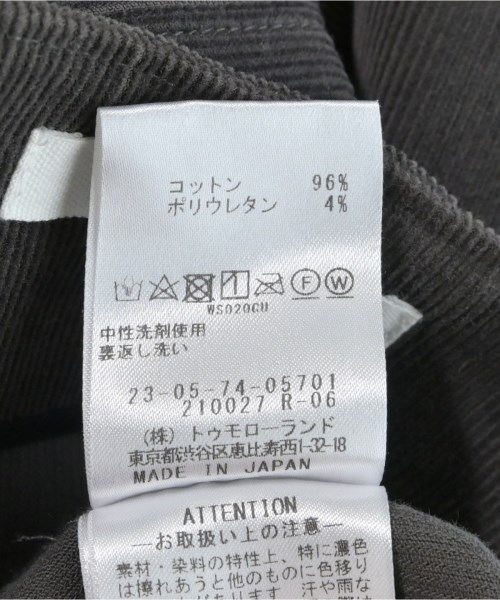 コットン 96%
ポリウレタン 4%
F W
WS020GU
中性洗剤使用
裏返し洗い
23-05-74-05701
210027 R-06
(株)トゥモローランド
東京都渋谷区恵比寿西1-32-18
MADE IN JAPAN
ATTENTION
―お取扱い上の注意―
素材・染料の特性上、特に濃色
は擦れあうと他のものに色移り
汗や雨な